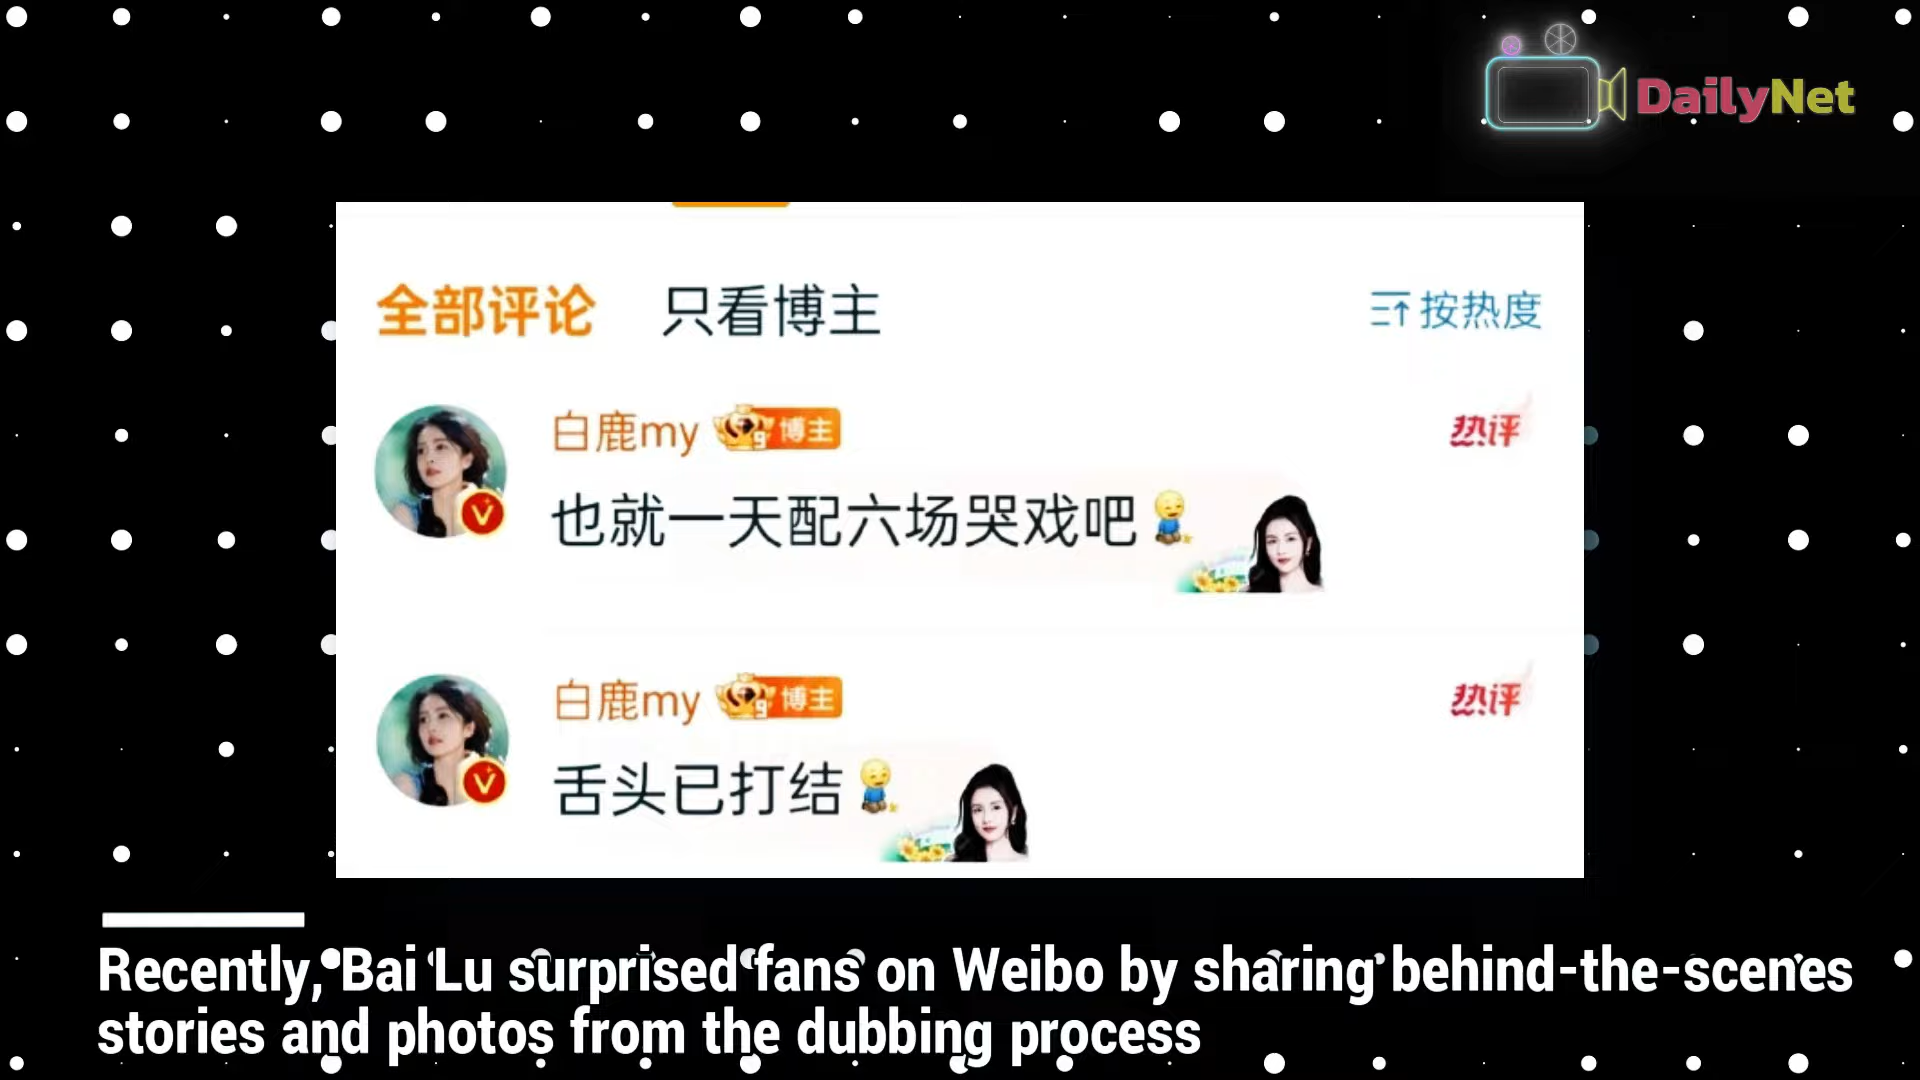 DailyNet
全部评论 只看博主 按热度
白鹿my 9 博主 热评
也就一天配六场哭戏吧
白鹿my 9 博主 热评
舌头已打结
Recently, Bai Lu surprised fans on Weibo by sharing behind-the-scenes
stories and photos from the dubbing process